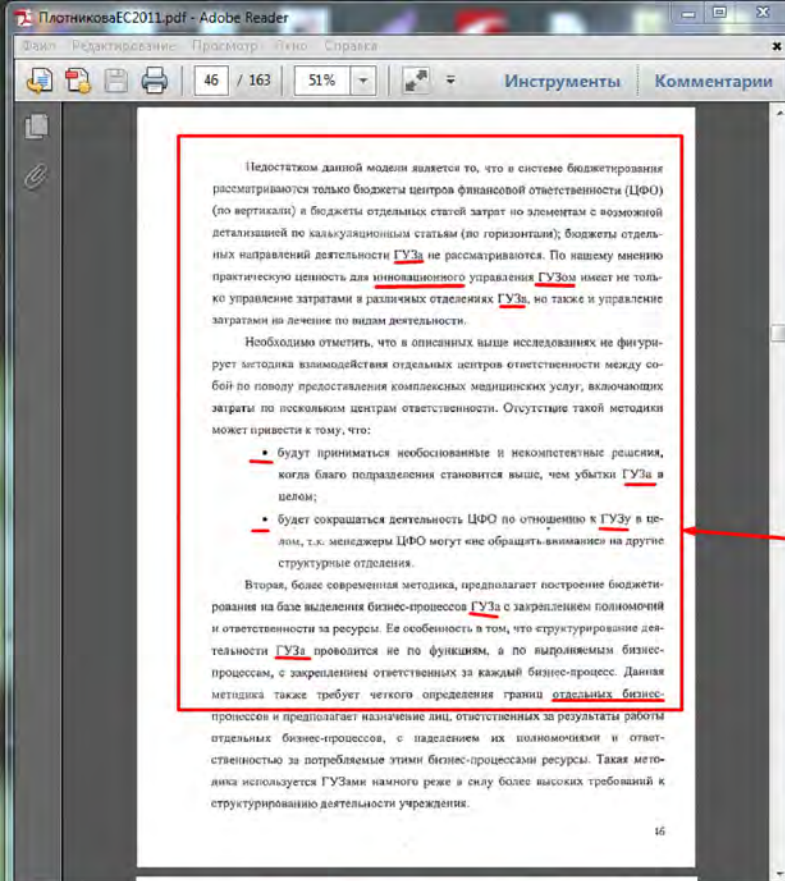 ПлотниковаЕС2011.pdf - Adobe Reader
Файл Редактирование Просмотр Окно Справка
46 / 163 51% Инструменты Комментарии
Недостатком данной модели является то, что в системе бюджетирования
рассматриваются только бюджеты центров финансовой ответственности (ЦФО)
(по вертикали) и бюджеты отдельных статей затрат по элементам с возможной
детализацией по калькуляционным статьям (по горизонтали); бюджеты отдель-
ных направлений деятельности ГУЗа не рассматриваются. По нашему мнению
практическую ценность для инновационного управления ГУЗом имеет не толь-
ко управление затратами в различных отделениях ГУЗа, но также и управление
затратами на лечение по видам деятельности.
Необходимо отметить, что в описанных выше исследованиях не фигури-
рует методика взаимодействия отдельных центров ответственности между со-
бой по поводу предоставления комплексных медицинских услуг, включающих
затраты по нескольким центрам ответственности. Отсутствие такой методики
может привести к тому, что:
• будут приниматься необоснованные и некомпетентные решения,
когда благо подразделения становится выше, чем убытки ГУЗа в
целом;
• будет сокращаться деятельность ЦФО по отношению к ГУЗу в це-
лом, т.к. менеджеры ЦФО могут «не обращать внимание» на другие
структурные отделения.
Вторая, более современная методика, предполагает построение бюджети-
рования на базе выделения бизнес-процессов ГУЗа с закреплением полномочий
и ответственности за ресурсы. Ее особенность в том, что структурирование дея-
тельности ГУЗа проводится не по функциям, а по выполняемым бизнес-
процессам, с закреплением ответственных за каждый бизнес-процесс. Данная
методика также требует четкого определения границ отдельных бизнес-
процессов и предполагает назначение лиц, ответственных за результаты работы
отдельных бизнес-процессов, с наделением их полномочиями и ответ-
ственностью за потребляемые этими бизнес-процессами ресурсы. Такая мето-
дика используется ГУЗами намного реже в силу более высоких требований к
структурированию деятельности учреждения.
46